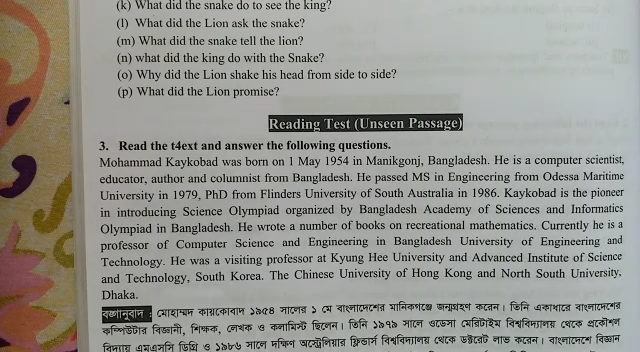 (k) What did the snake do to see the king?
(l) What did the Lion ask the snake?
(m) What did the snake tell the lion?
(n) what did the king do with the Snake?
(o) Why did the Lion shake his head from side to side?
(p) What did the Lion promise?
Reading Test (Unseen Passage)
3. Read the t4ext and answer the following questions.
Mohammad Kaykobad was born on 1 May 1954 in Manikgonj, Bangladesh. He is a computer scientist,
educator, author and columnist from Bangladesh. He passed MS in Engineering from Odessa Maritime
University in 1979, PhD from Flinders University of South Australia in 1986. Kaykobad is the pioneer
in introducing Science Olympiad organized by Bangladesh Academy of Sciences and Informatics
Olympiad in Bangladesh. He wrote a number of books on recreational mathematics. Currently he is a
professor of Computer Science and Engineering in Bangladesh University of Engineering and
Technology. He was a visiting professor at Kyung Hee University and Advanced Institute of Science
and Technology, South Korea. The Chinese University of Hong Kong and North South University,
Dhaka.
বঙ্গানুবাদ : মোহাম্মদ কায়কোবাদ ১৯৫৪ সালের ১ মে বাংলাদেশের মানিকগঞ্জে জন্মগ্রহণ করেন। তিনি একাধারে বাংলাদেশের
কম্পিউটার বিজ্ঞানী, শিক্ষক, লেখক ও কলামিস্ট ছিলেন। তিনি ১৯৭৯ সালে ওডেসা মেরিটাইম বিশ্ববিদ্যালয় থেকে প্রকৌশল
বিদ্যায় এমএসসি ডিগ্রি ও ১৯৮৬ সালে দক্ষিণ অস্ট্রেলিয়ার ফ্লিন্ডার্স বিশ্ববিদ্যালয় থেকে ডক্টরেট লাভ করেন। বাংলাদেশে বিজ্ঞান